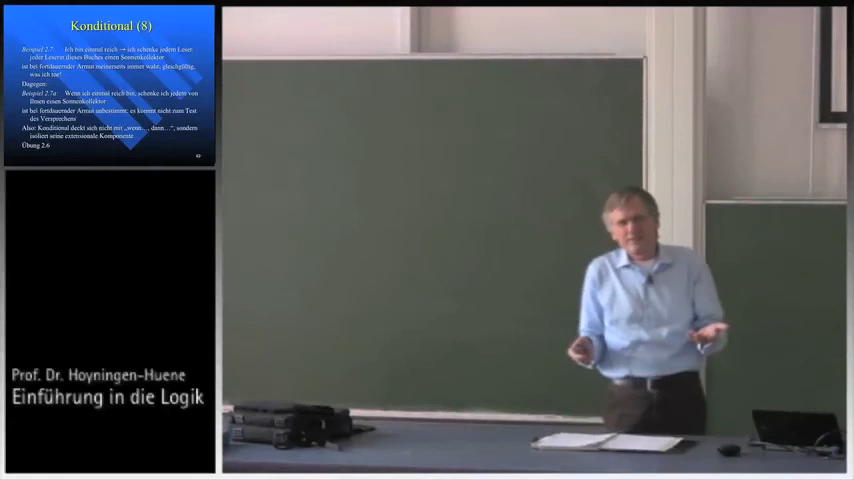 Konditional (8)
Beispiel 2.7: Ich bin einmal reich → ich schenke jedem Leser/
jeder Leserin dieses Buches einen Sonnenkollektor
ist bei fortdauernder Armut meinerseits immer wahr, gleichgültig,
was ich tue!
Dagegen:
Beispiel 2.7a: Wenn ich einmal reich bin, schenke ich jedem von
Ihnen einen Sonnenkollektor
ist bei fortdauernder Armut unbestimmt; es kommt nicht zum Test
des Versprechens
Also: Konditional deckt sich nicht mit „wenn..., dann...“, sondern
isoliert seine extensionale Komponente
Übung 2.6
Prof. Dr. Hoyningen-Huene
Einführung in die Logik